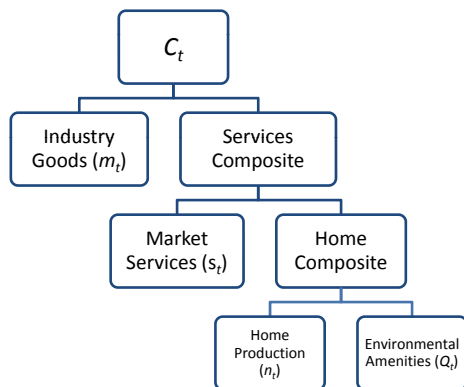 C_t
Industry
Goods (m_t)
Services
Composite
Market
Services (s_t)
Home
Composite
Home
Production
(n_t)
Environmental
Amenities (Q_t)